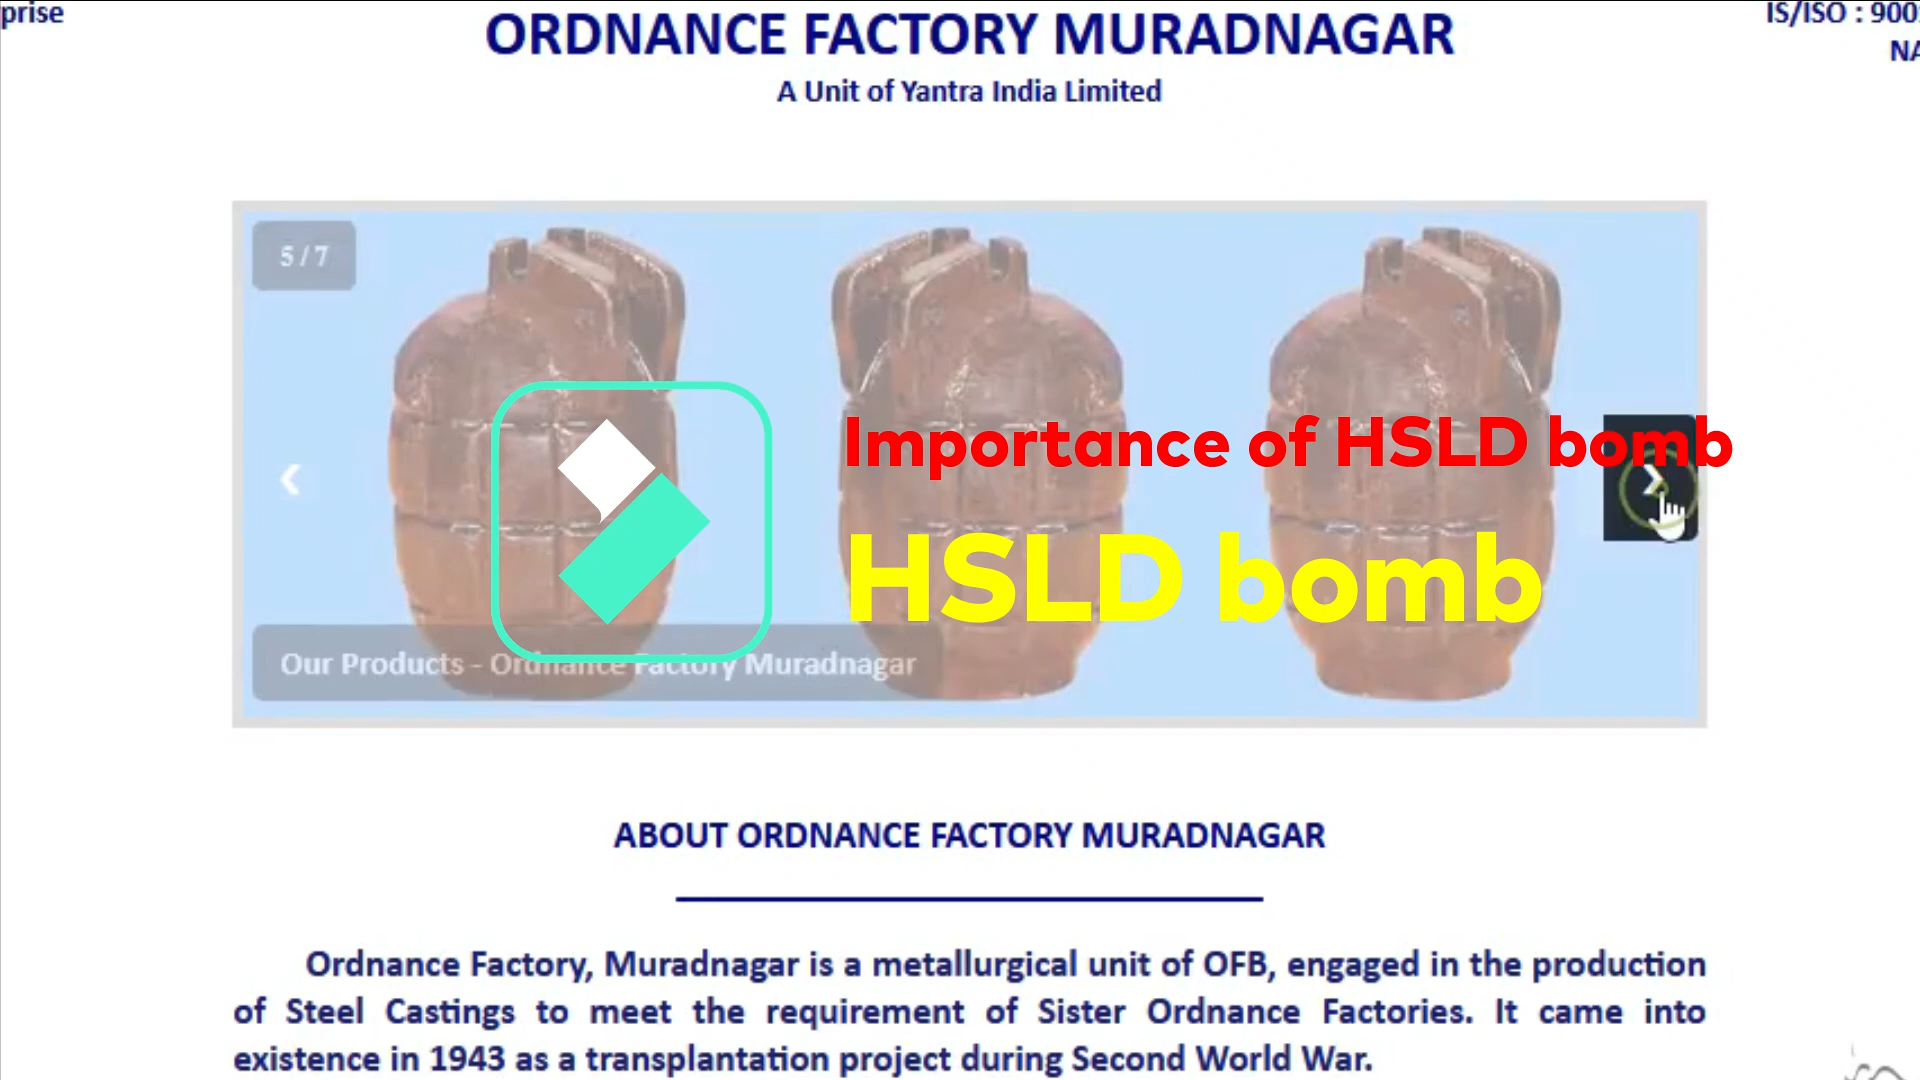 prise
ORDNANCE FACTORY MURADNAGAR
IS/ISO : 900
NA
A Unit of Yantra India Limited
5 / 7
Importance of HSLD bomb
HSLD bomb
Our Products - Ordnance Factory Muradnagar
ABOUT ORDNANCE FACTORY MURADNAGAR
Ordnance Factory, Muradnagar is a metallurgical unit of OFB, engaged in the production
of Steel Castings to meet the requirement of Sister Ordnance Factories. It came into
existence in 1943 as a transplantation project during Second World War.